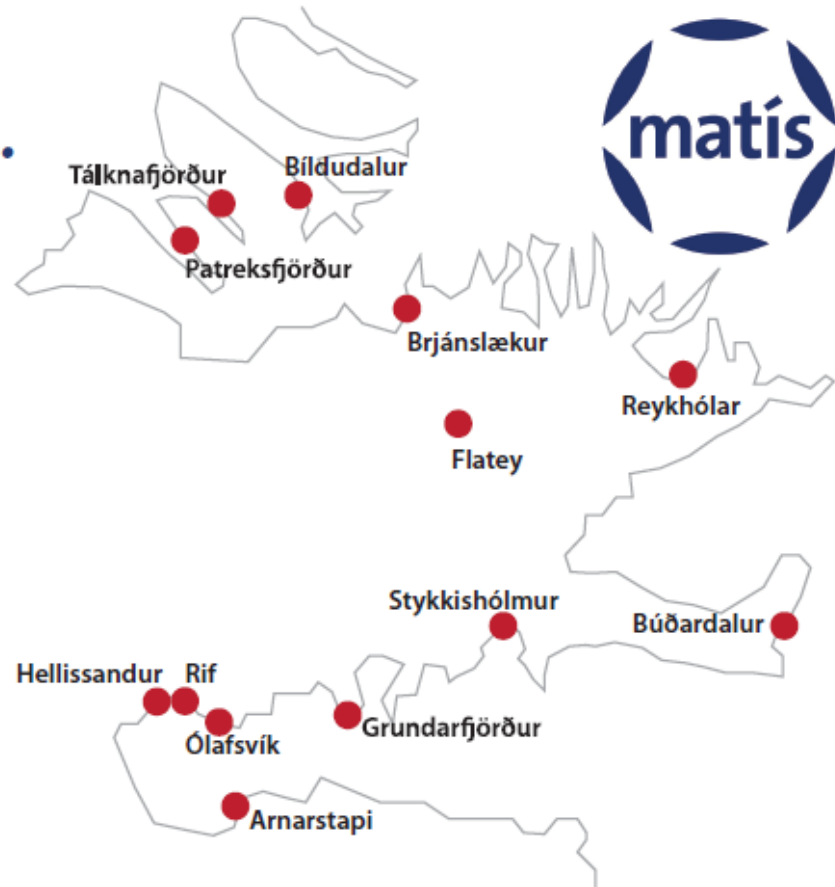 matís
Tálknafjörður
Bíldudalur
Patreksfjörður
Brjánslækur
Reykhólar
Flatey
Stykkishólmur
Búðardalur
Hellissandur
Rif
Ólafsvík
Grundarfjörður
Arnarstapi